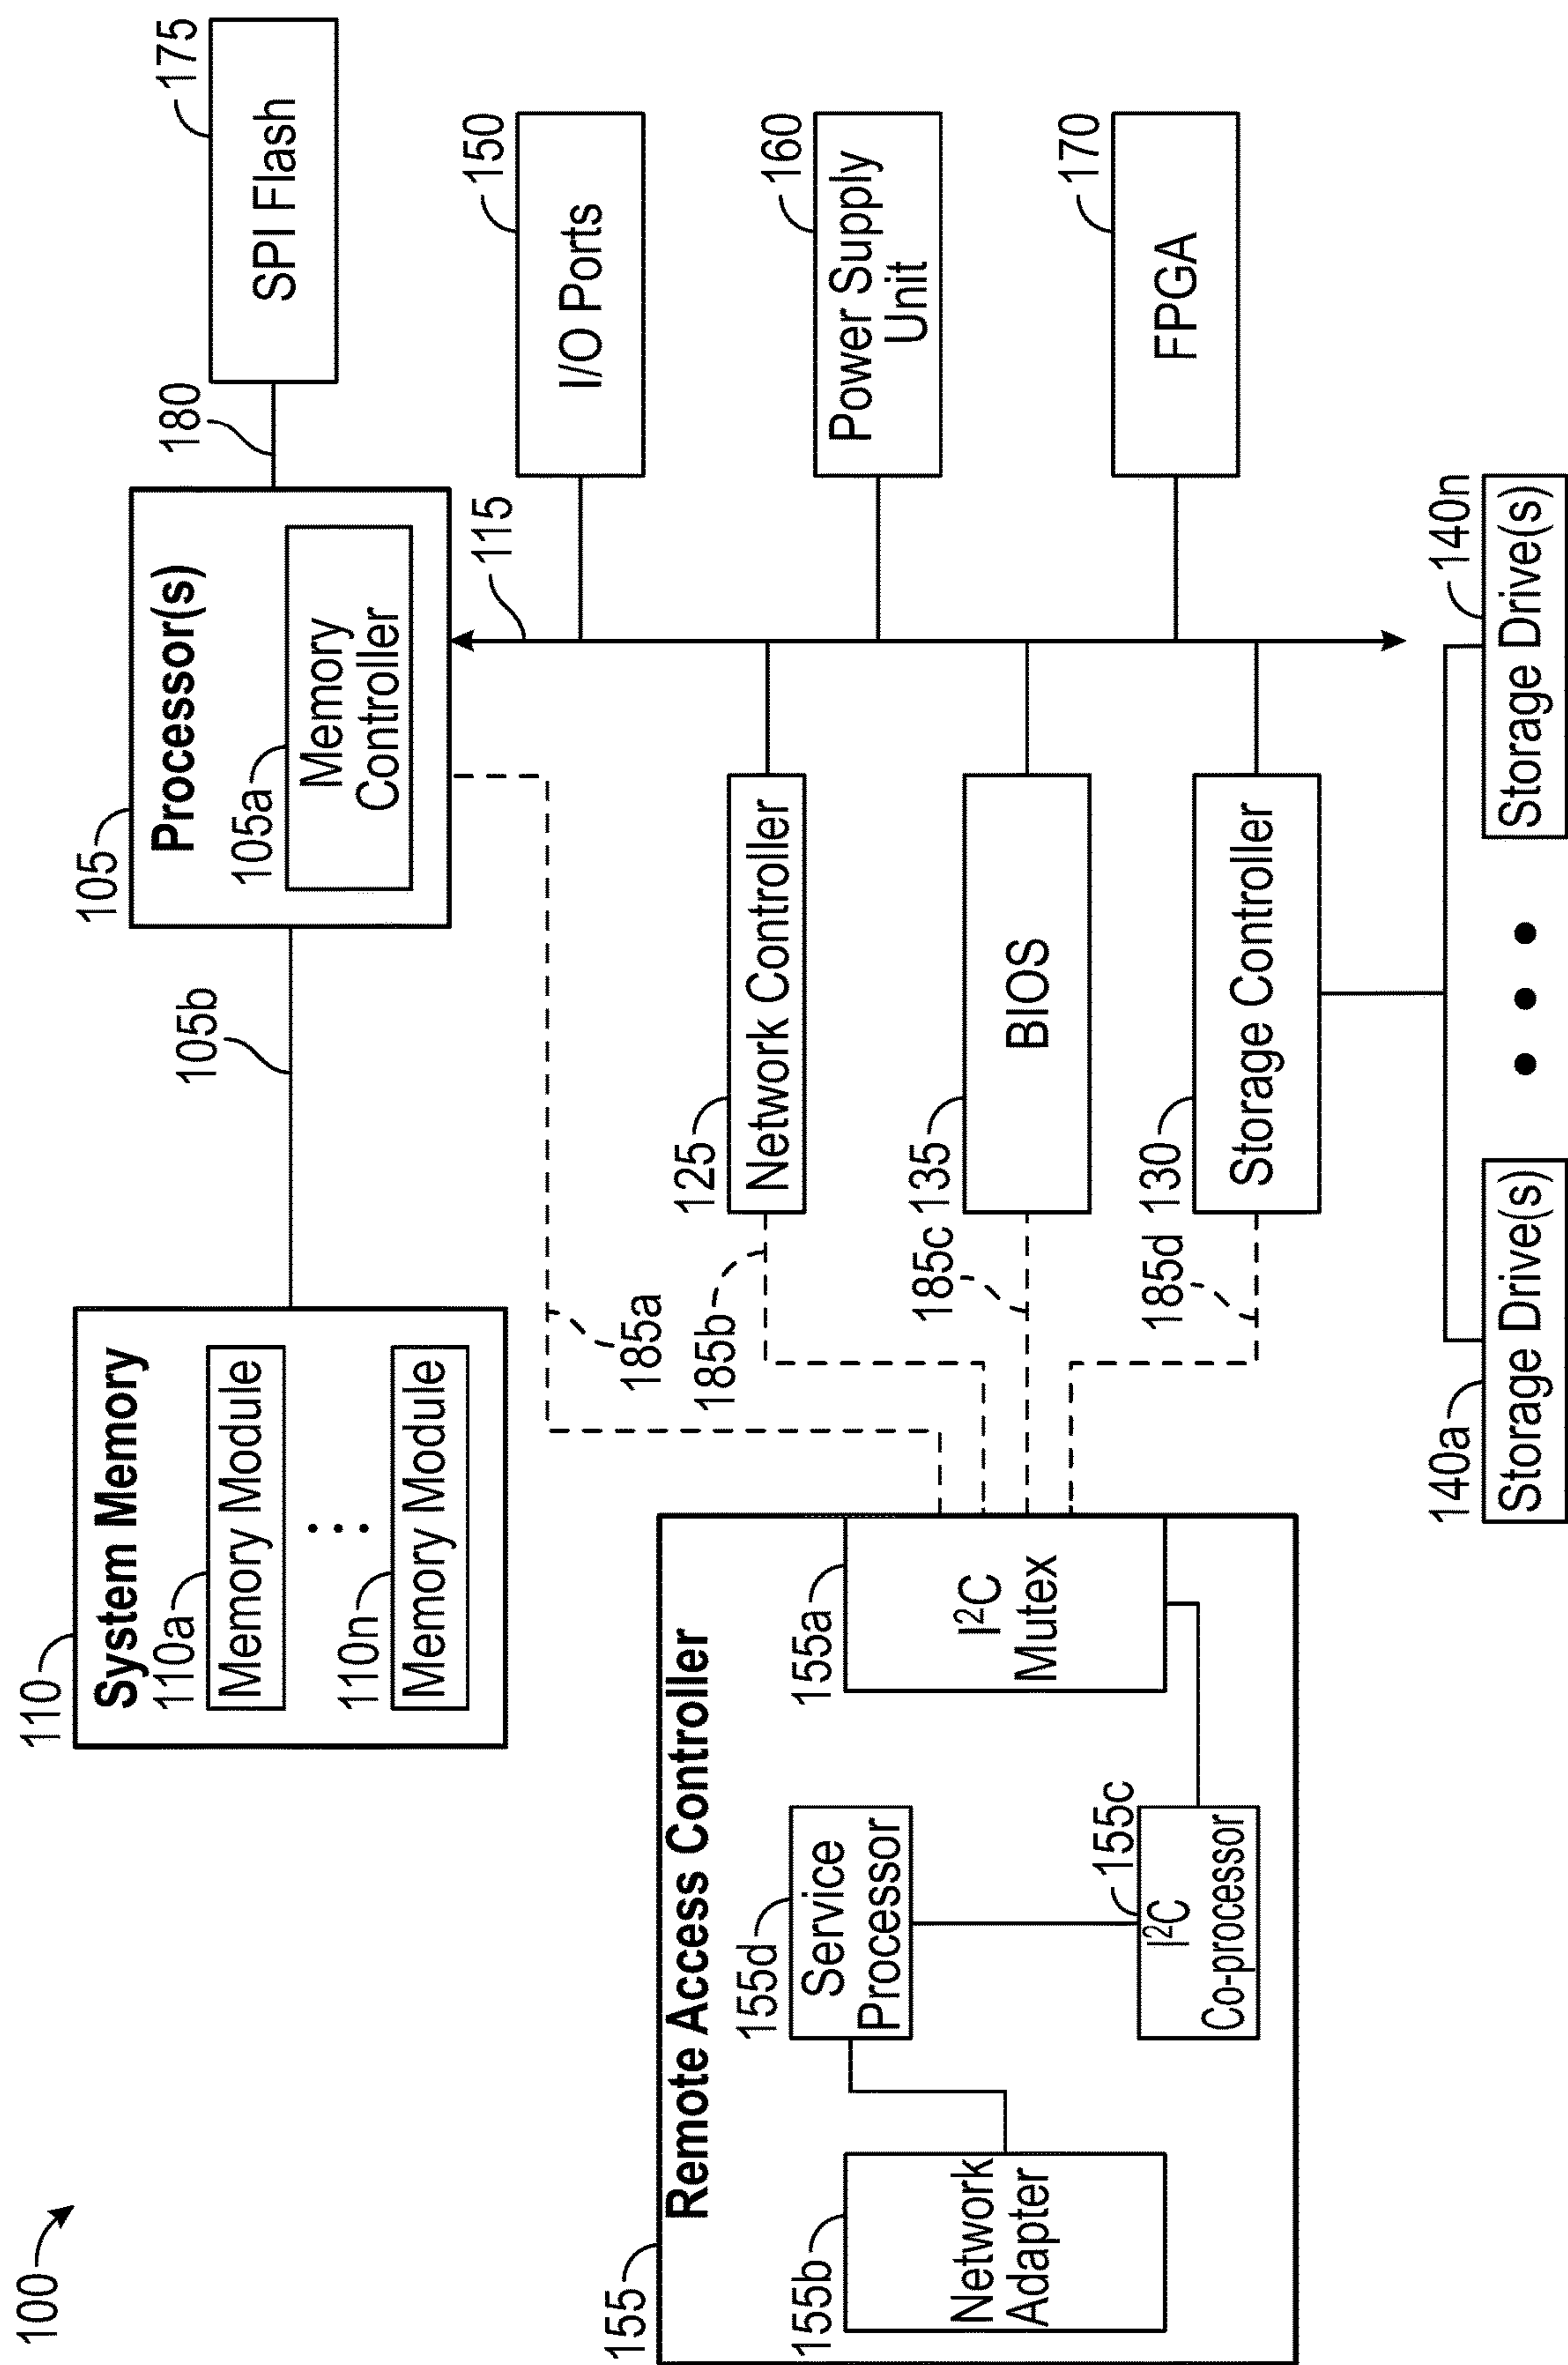 100
110
System Memory
110a
Memory Module
110n
Memory Module
105b
105
Processor(s)
105a
Memory
Controller
180
175
SPI Flash
115
150
I/O Ports
185a
125
Network Controller
185b
160
Power Supply
Unit
135
BIOS
185c
170
FPGA
130
Storage Controller
185d
155
Remote Access Controller
155b
Network
Adapter
155d
Service
Processor
155a
I²C
Mutex
155c
I²C
Co-processor
140a
Storage Drive(s)
140n
Storage Drive(s)